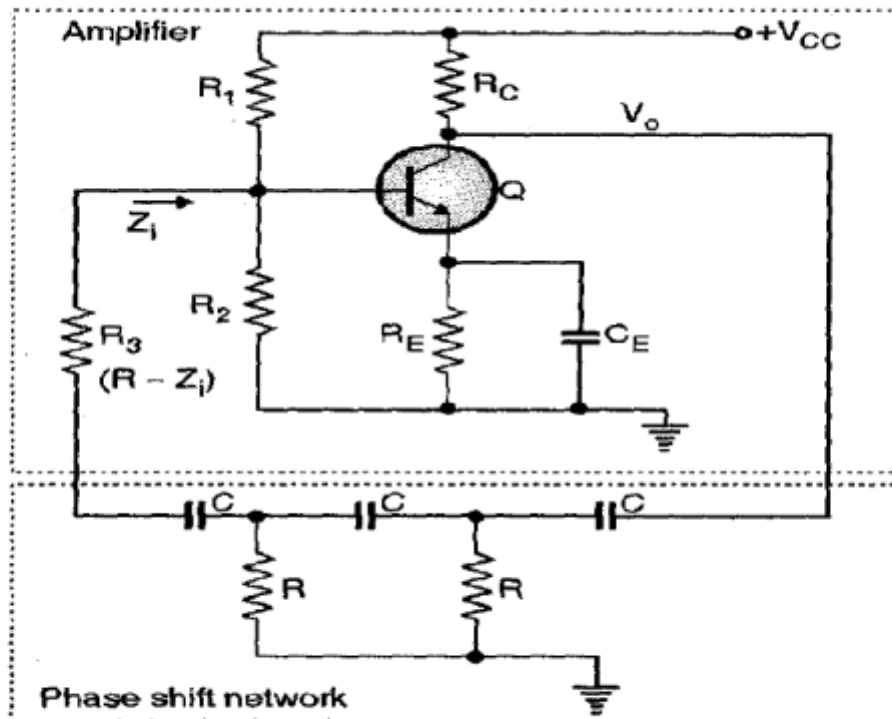 Amplifier
+V_CC
R_1
R_C
V_o
Q
Z_i
R_2
R_E
C_E
R_3
(R – Z_i)
C
C
C
R
R
Phase shift network